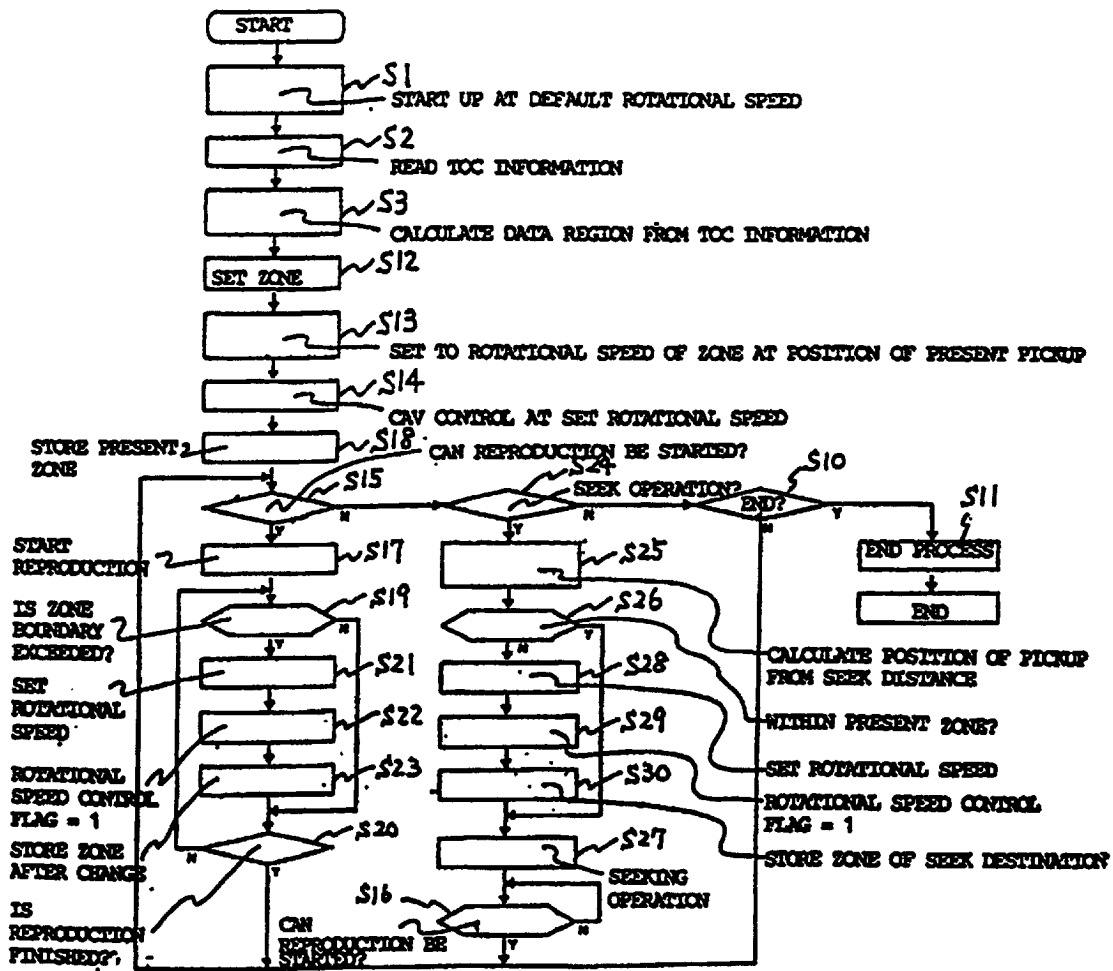 START
S1
START UP AT DEFAULT ROTATIONAL SPEED
S2
READ TOC INFORMATION
S3
CALCULATE DATA REGION FROM TOC INFORMATION
S12
SET ZONE
S13
SET TO ROTATIONAL SPEED OF ZONE AT POSITION OF PRESENT PICKUP
S14
CAV CONTROL AT SET ROTATIONAL SPEED
S18
STORE PRESENT
ZONE
CAN REPRODUCTION BE STARTED?
S15
N
Y
S24
SEEK OPERATION?
N
Y
S10
END?
Y
N
S11
END PROCESS
END
START
REPRODUCTION
S17
IS ZONE
BOUNDARY
EXCEEDED?
S19
N
Y
SET
ROTATIONAL
SPEED
S21
S22
ROTATIONAL
SPEED CONTROL
FLAG = 1
S23
STORE ZONE
AFTER CHANGE
S20
N
Y
IS
REPRODUCTION
FINISHED?
S25
CALCULATE POSITION OF PICKUP
FROM SEEK DISTANCE
S26
Y
N
WITHIN PRESENT ZONE?
S28
SET ROTATIONAL SPEED
S29
ROTATIONAL SPEED CONTROL
FLAG = 1
S30
STORE ZONE OF SEEK DESTINATION
S27
SEEKING
OPERATION
S16
N
Y
CAN
REPRODUCTION BE
STARTED?